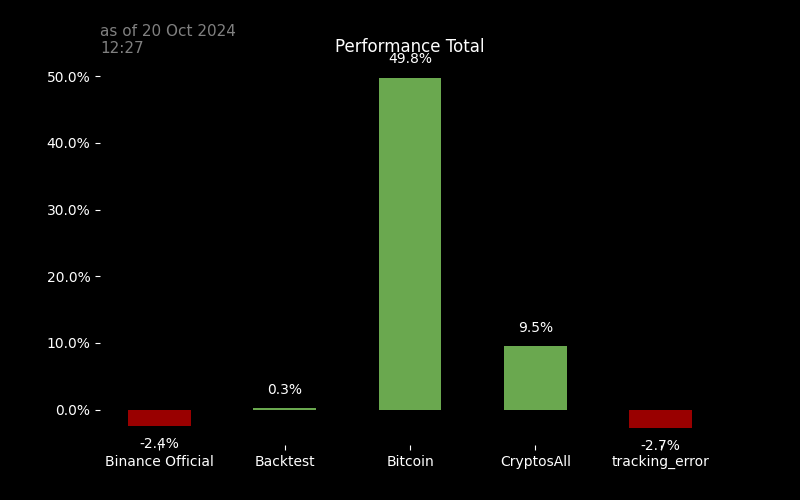 as of 20 Oct 2024
12:27
Performance Total
50.0%
40.0%
30.0%
20.0%
10.0%
0.0%
-2.4%
0.3%
49.8%
9.5%
-2.7%
Binance Official
Backtest
Bitcoin
CryptosAll
tracking_error